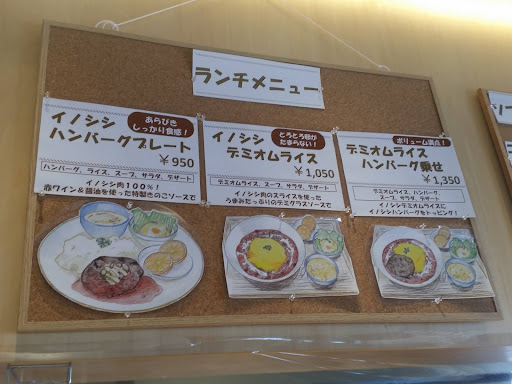 ランチメニュー
あらびき
しっかり食感！
イノシシ
ハンバーグプレート
￥950
ハンバーグ、ライス、スープ、サラダ、デザート
イノシシ肉100%！
赤ワイン&醤油を使った特製きのこソースで
とろとろ卵が
たまらない！
イノシシ
デミオムライス
￥1,050
デミオムライス、スープ、サラダ、デザート
イノシシ肉のスライスを使った
うまみたっぷりのデミグラスソースで
ボリューム満点！
デミオムライス
ハンバーグ乗せ
￥1,350
デミオムライス、ハンバーグ、
スープ、サラダ、デザート
イノシシデミオムライスに
イノシシハンバーグをトッピング！